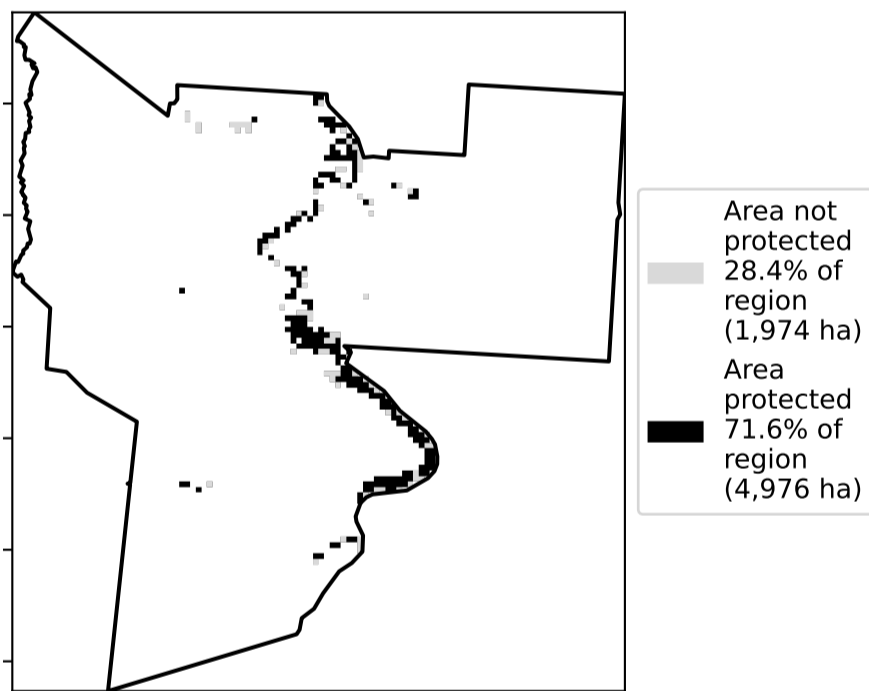 Area not
protected
28.4% of
region
(1,974 ha)
Area
protected
71.6% of
region
(4,976 ha)